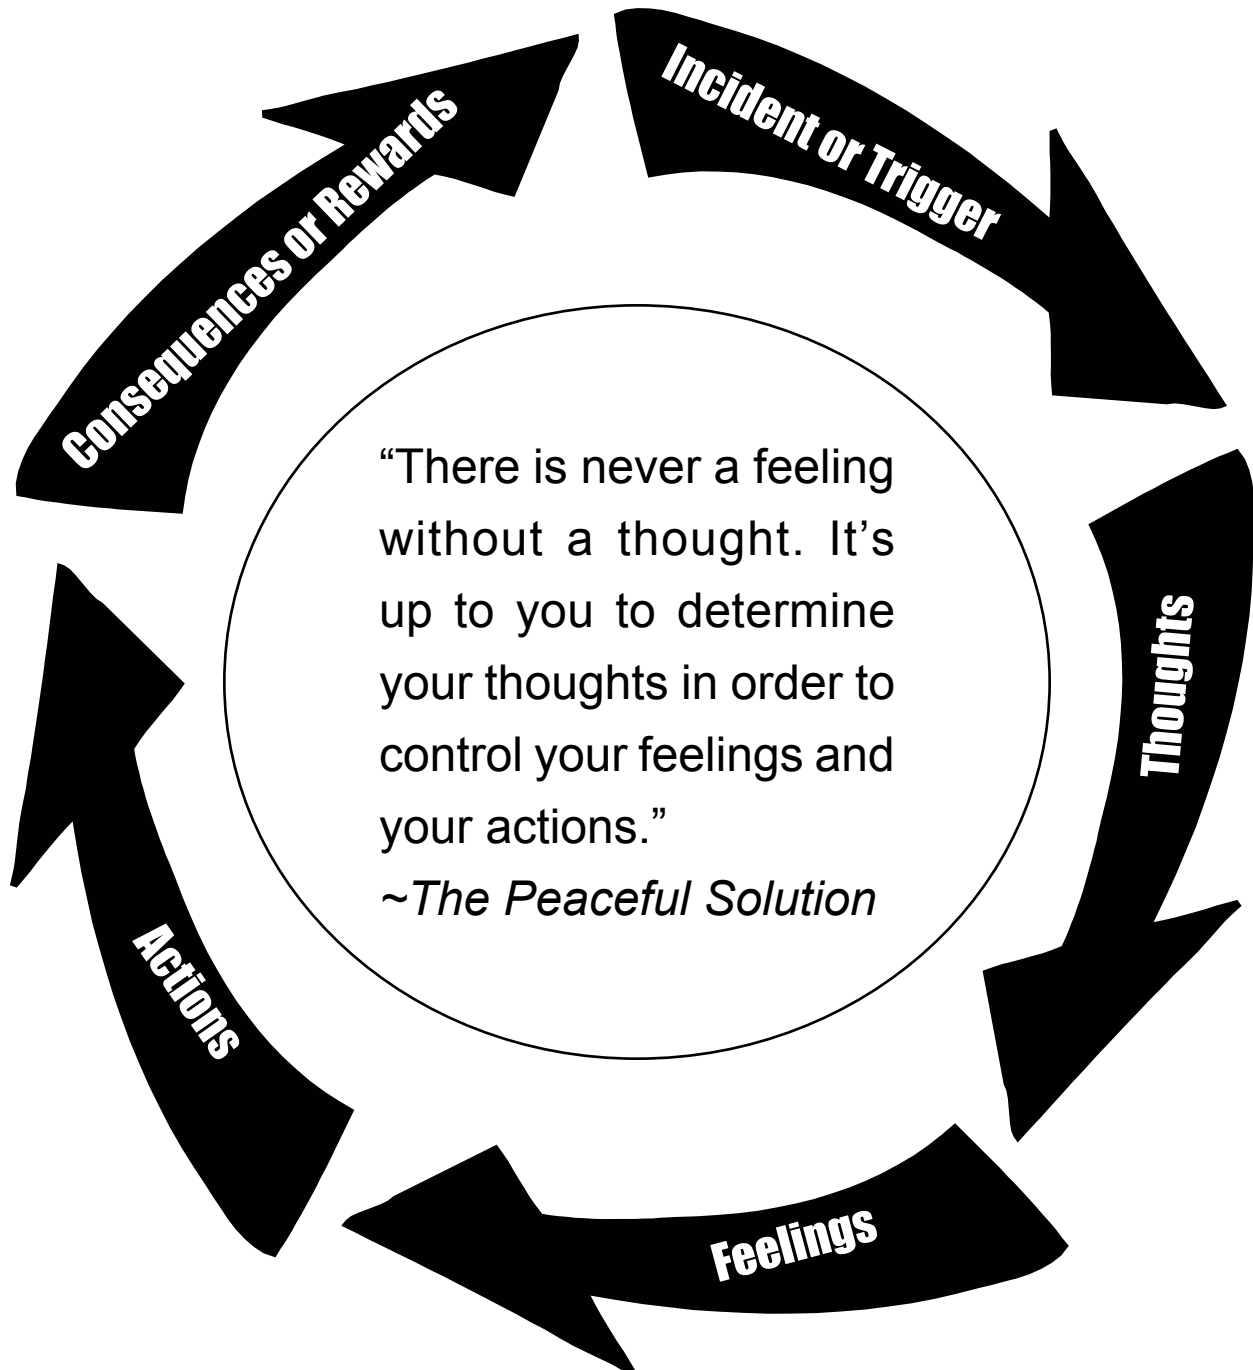 Incident or Trigger
Thoughts
Feelings
Actions
Consequences or Rewards
“There is never a feeling
without a thought. It’s
up to you to determine
your thoughts in order to
control your feelings and
your actions.”
~The Peaceful Solution